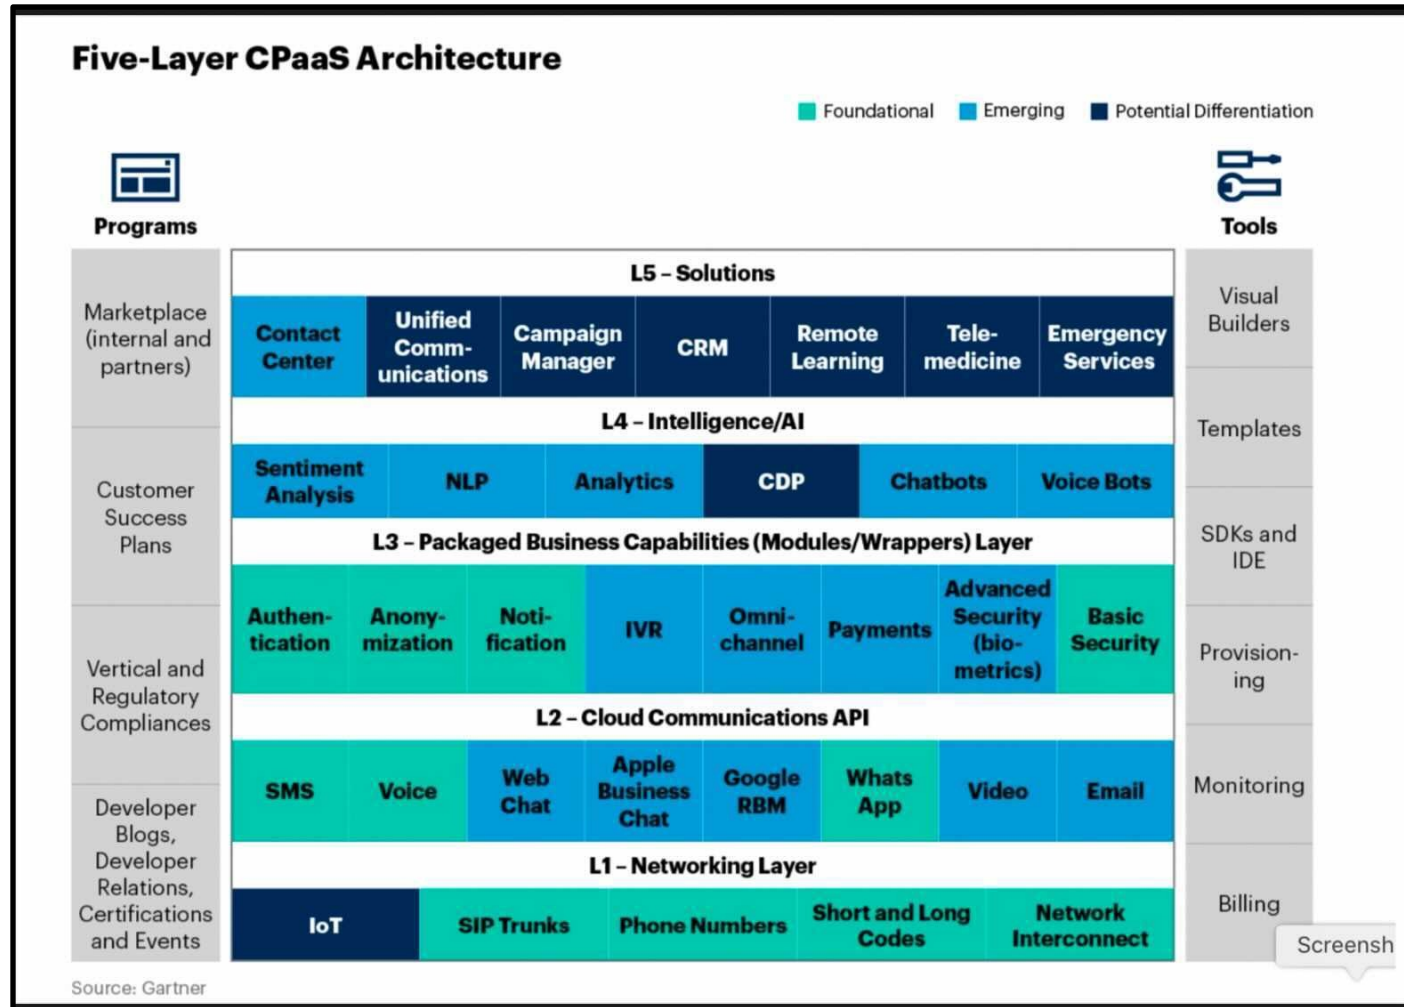 Five-Layer CPaaS Architecture
Foundational
Emerging
Potential Differentiation
Programs
Marketplace
(internal and
partners)
Customer
Success
Plans
Vertical and
Regulatory
Compliances
Developer
Blogs,
Developer
Relations,
Certifications
and Events
L5 – Solutions
Contact
Center
Unified
Comm-
unications
Campaign
Manager
CRM
Remote
Learning
Tele-
medicine
Emergency
Services
L4 – Intelligence/AI
Sentiment
Analysis
NLP
Analytics
CDP
Chatbots
Voice Bots
L3 – Packaged Business Capabilities (Modules/Wrappers) Layer
Authen-
tication
Anony-
mization
Noti-
fication
IVR
Omni-
channel
Payments
Advanced
Security
(bio-
metrics)
Basic
Security
L2 – Cloud Communications API
SMS
Voice
Web
Chat
Apple
Business
Chat
Google
RBM
Whats
App
Video
Email
L1 – Networking Layer
IoT
SIP Trunks
Phone Numbers
Short and Long
Codes
Network
Interconnect
Tools
Visual
Builders
Templates
SDKs and
IDE
Provision-
ing
Monitoring
Billing
Screensh
Source: Gartner